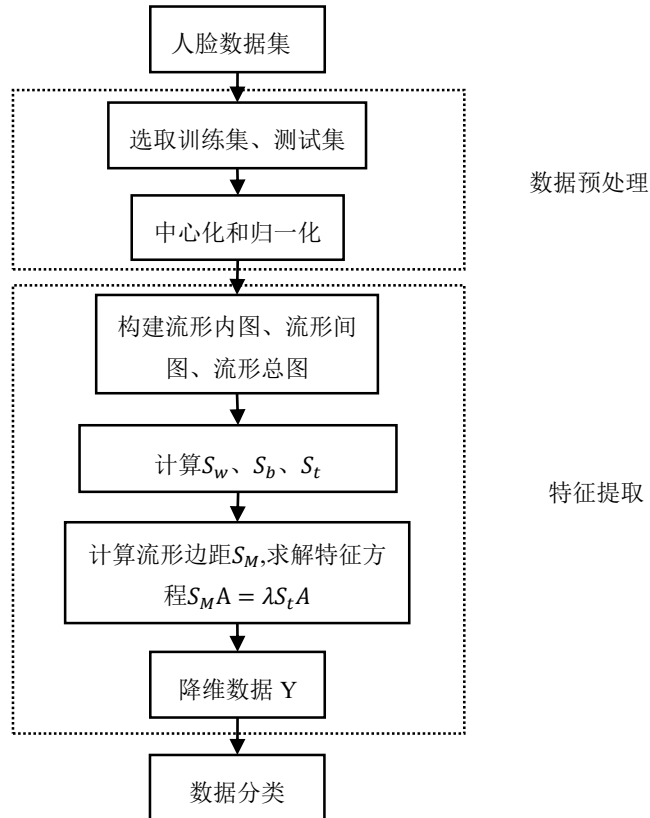 人脸数据集
选取训练集、测试集
数据预处理
中心化和归一化
构建流形内图、流形间
图、流形总图
计算S_w、S_b、S_t
特征提取
计算流形边距S_M,求解特征方
程S_MA = λS_tA
降维数据 Y
数据分类